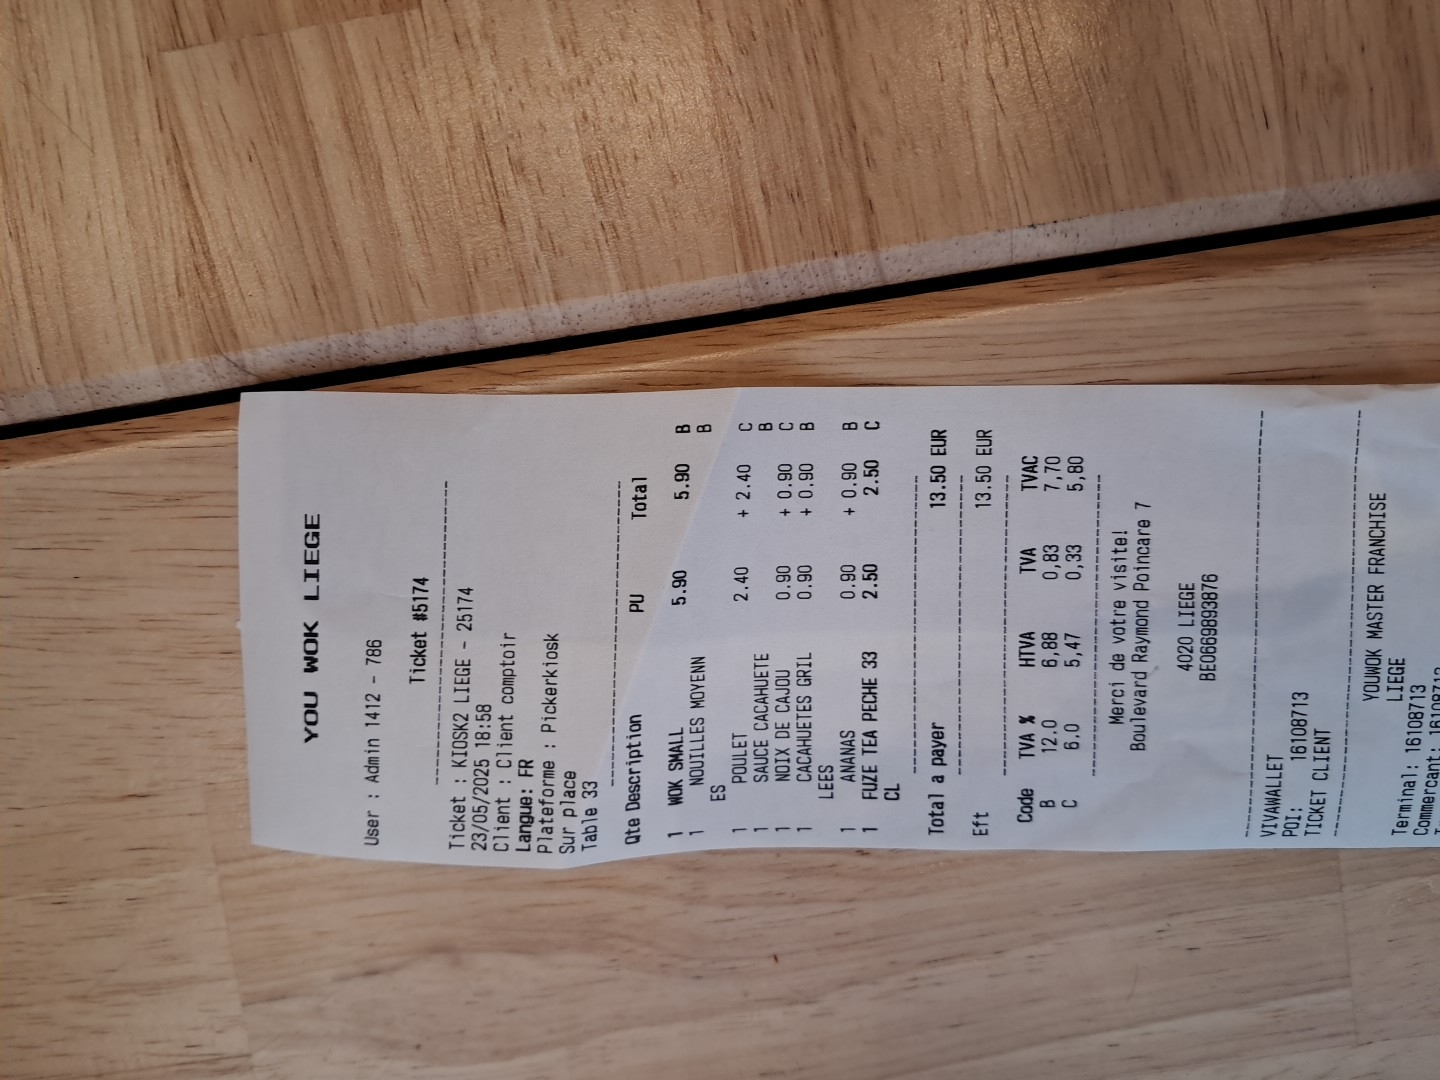 YOU WOK LIEGE
User : Admin 1412 - 786
Ticket #5174
Ticket : KIOSK2 LIEGE - 25174
23/05/2025 18:58
Client : Client comptoir
Langue: FR
Plateforme : Pickerkiosk
Sur place
Table 33
Qte Description PU Total
1 WOK SMALL 5.90 5.90 B
1 NOUILLES MOYENN B
ES
1 POULET 2.40 + 2.40 C
1 SAUCE CACAHUETE B
1 NOIX DE CAJOU 0.90 + 0.90 C
1 CACAHUETES GRIL 0.90 + 0.90 B
LEES
1 ANANAS 0.90 + 0.90 B
1 FUZE TEA PECHE 33 2.50 2.50 C
CL
Total a payer 13.50 EUR
Eft 13.50 EUR
Code TVA % HTVA TVA TVAC
B 12.0 6,88 0,83 7,70
C 6.0 5,47 0,33 5,80
Merci de votre visite!
Boulevard Raymond Poincare 7
4020 LIEGE
BE0669893876
VIVAWALLET
POI: 16108713
TICKET CLIENT
YOUWOK MASTER FRANCHISE
LIEGE
Terminal: 16108713
Commercant: